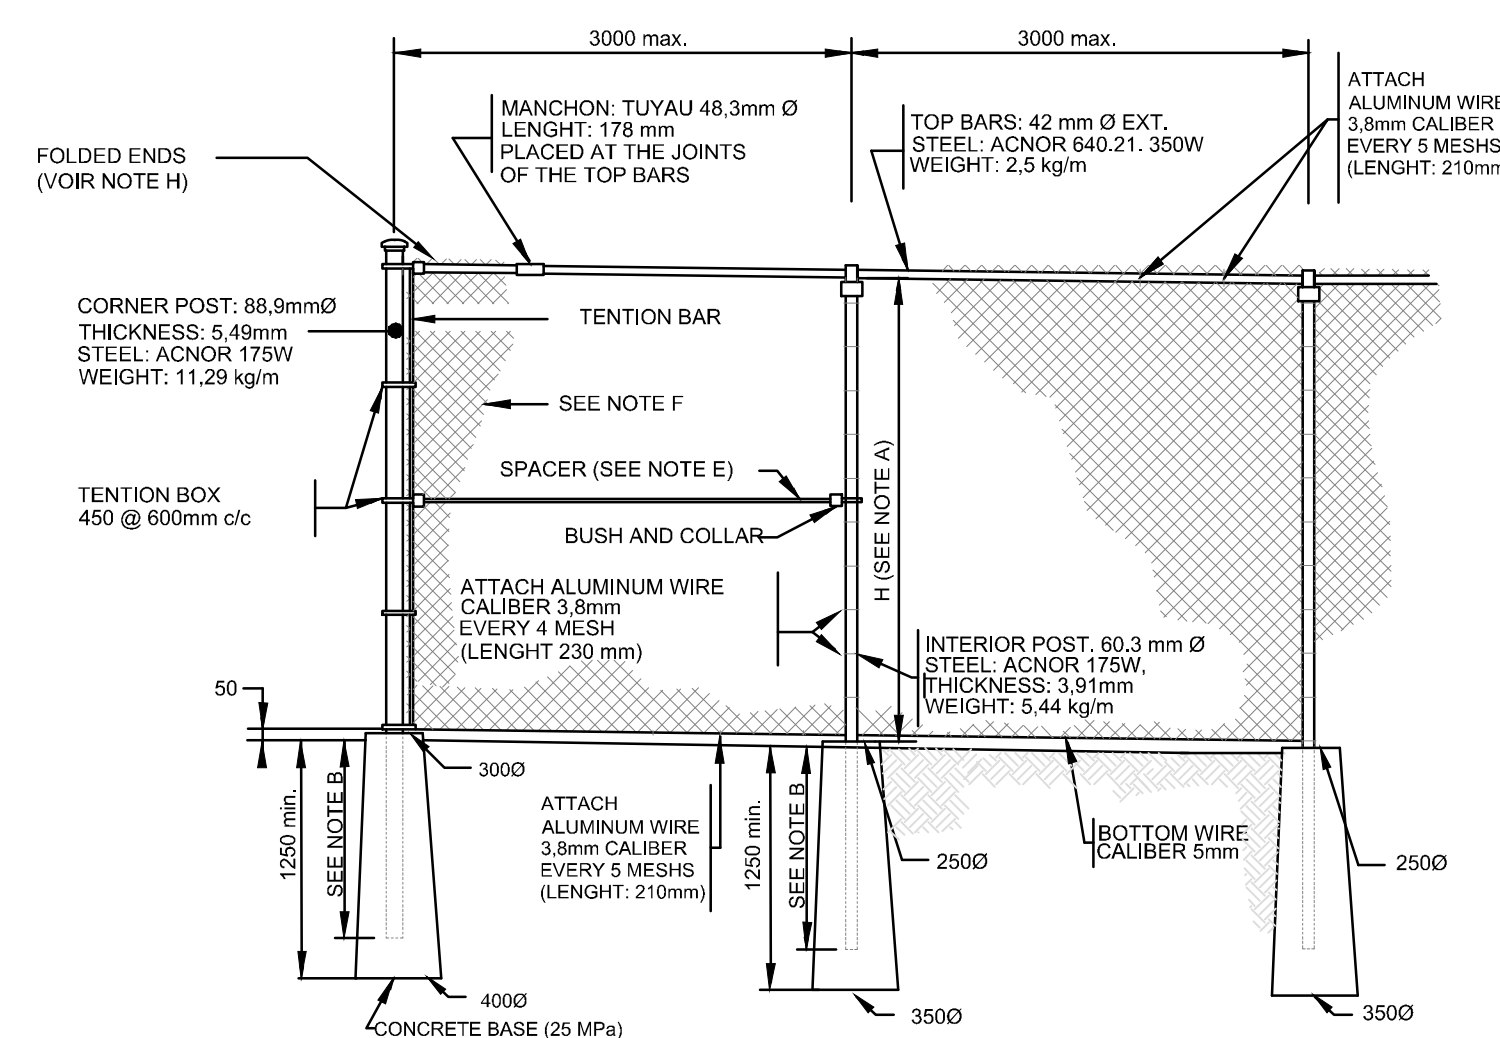 3000 max.
3000 max.
ATTACH
ALUMINUM WIRE
3,8mm CALIBER
EVERY 5 MESHS
(LENGHT: 210mm
MANCHON: TUYAU 48,3mm Ø
LENGHT: 178 mm
PLACED AT THE JOINTS
OF THE TOP BARS
TOP BARS: 42 mm Ø EXT.
STEEL: ACNOR 640.21. 350W
WEIGHT: 2,5 kg/m
FOLDED ENDS
(VOIR NOTE H)
CORNER POST: 88,9mmØ
THICKNESS: 5,49mm
STEEL: ACNOR 175W
WEIGHT: 11,29 kg/m
TENTION BAR
SEE NOTE F
SPACER (SEE NOTE E)
TENTION BOX
450 @ 600mm c/c
BUSH AND COLLAR
H (SEE NOTE A)
ATTACH ALUMINUM WIRE
CALIBER 3,8mm
EVERY 4 MESH
(LENGHT 230 mm)
INTERIOR POST. 60.3 mm Ø
STEEL: ACNOR 175W,
THICKNESS: 3,91mm
WEIGHT: 5,44 kg/m
50
300Ø
1250 min.
SEE NOTE B
ATTACH
ALUMINUM WIRE
3,8mm CALIBER
EVERY 5 MESHS
(LENGHT: 210mm)
1250 min.
SEE NOTE B
250Ø
BOTTOM WIRE
CALIBER 5mm
250Ø
400Ø
CONCRETE BASE (25 MPa)
350Ø
350Ø